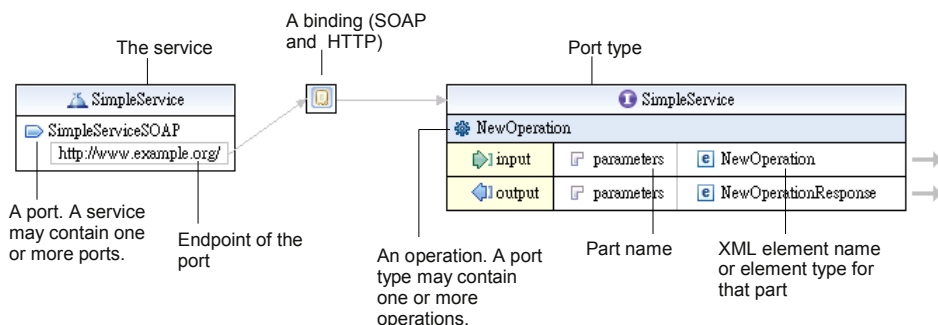 A binding (SOAP
and HTTP)
The service
Port type
SimpleService
SimpleService
SimpleServiceSOAP
http://www.example.org/
NewOperation
input
parameters
e NewOperation
output
parameters
e NewOperationResponse
A port. A service
may contain one
or more ports.
Endpoint of the
port
An operation. A port
type may contain
one or more
operations.
Part name
XML element name
or element type for
that part